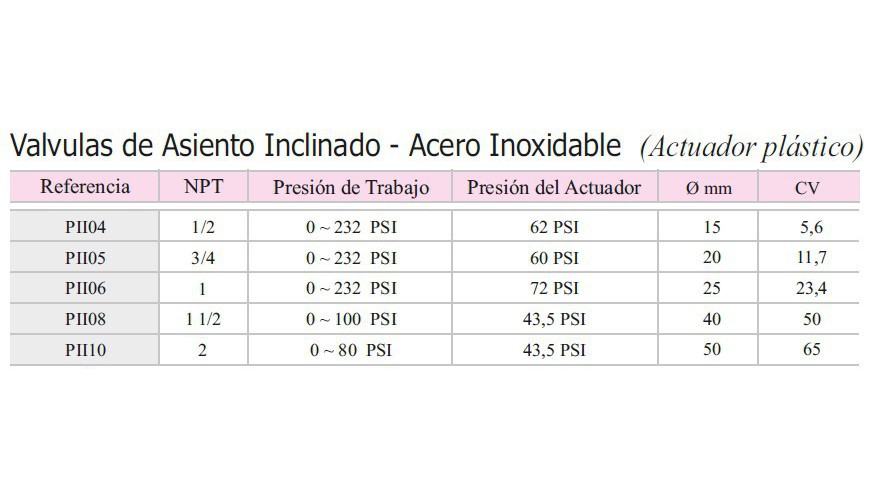 Valvulas de Asiento Inclinado - Acero Inoxidable (Actuador plástico)
Referencia NPT Presión de Trabajo Presión del Actuador Ø mm CV
PII04 1/2 0 ~ 232 PSI 62 PSI 15 5,6
PII05 3/4 0 ~ 232 PSI 60 PSI 20 11,7
PII06 1 0 ~ 232 PSI 72 PSI 25 23,4
PII08 1 1/2 0 ~ 100 PSI 43,5 PSI 40 50
PII10 2 0 ~ 80 PSI 43,5 PSI 50 65